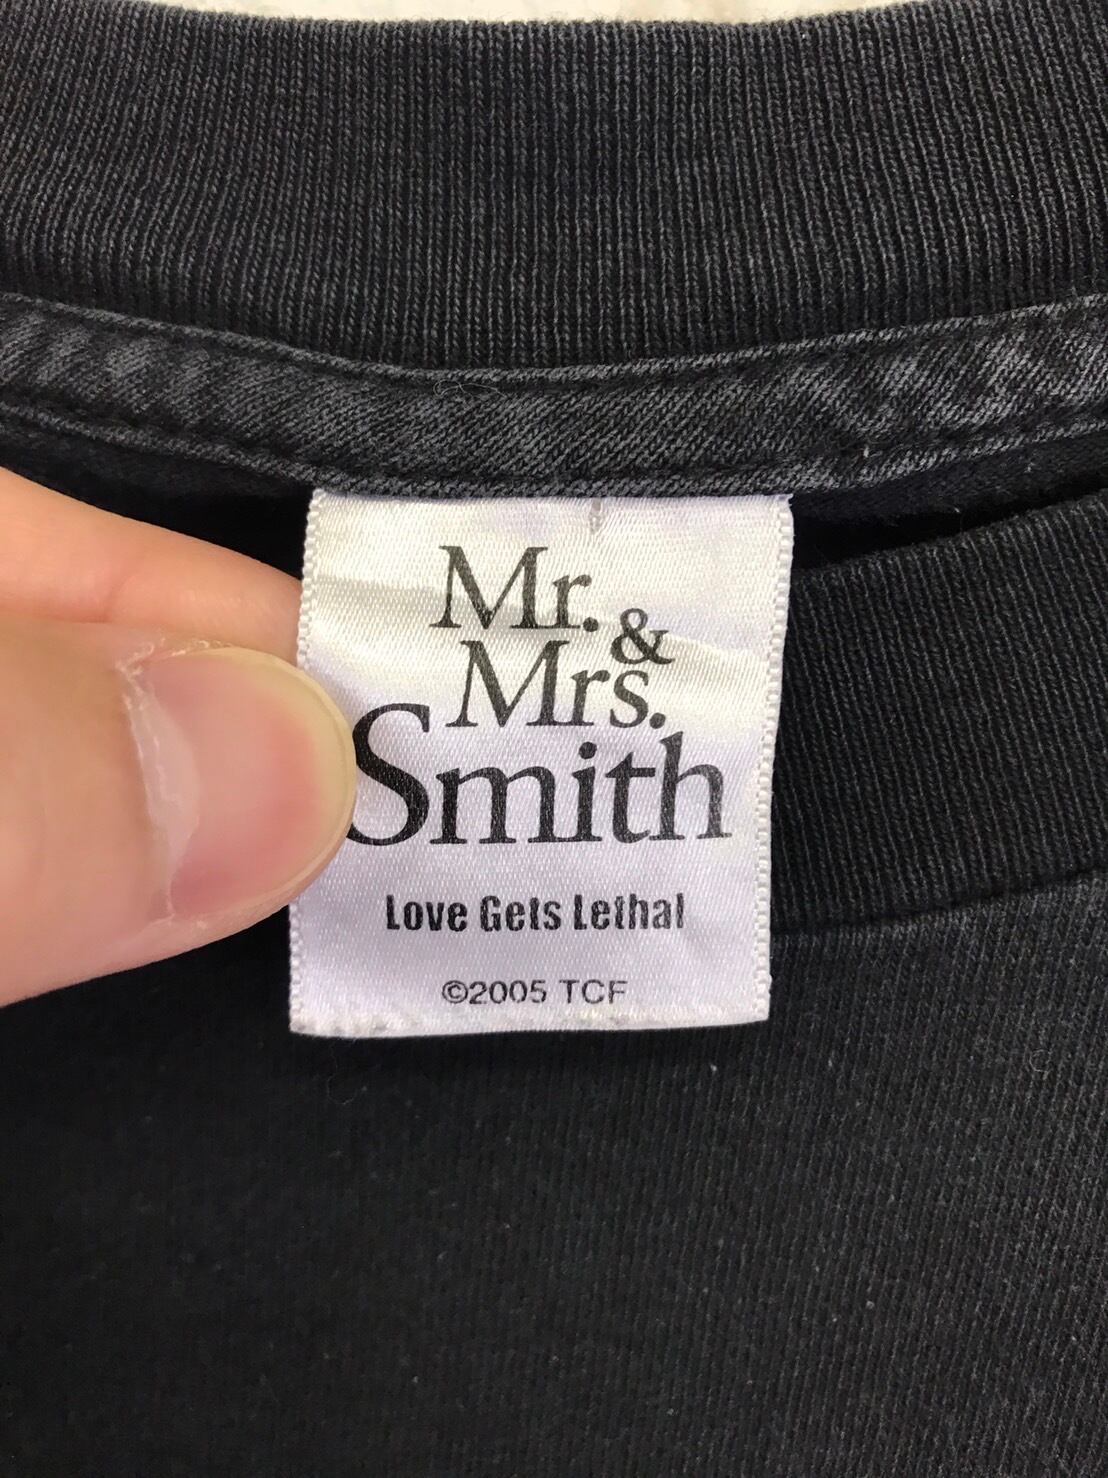 Mr. &
Mrs.
Smith
Love Gets Lethal
©2005 TCF